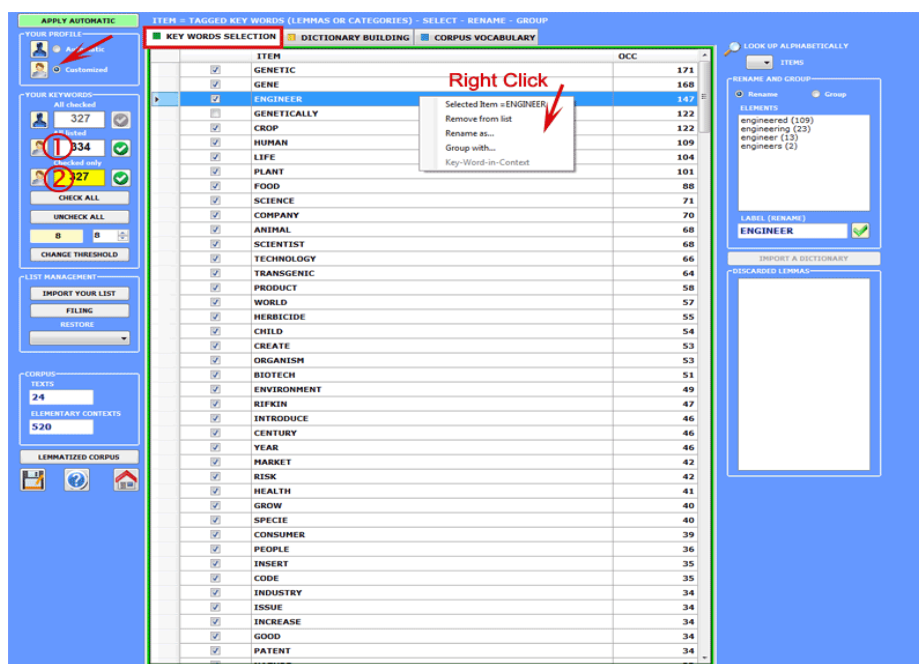 APPLY AUTOMATIC
ITEM = TAGGED KEY WORDS (LEMMAS OR CATEGORIES) - SELECT - RENAME - GROUP
YOUR PROFILE
Automatic
Customized
YOUR KEYWORDS
All checked
327
All listed
1
334
Checked only
2
327
CHECK ALL
UNCHECK ALL
8 8
CHANGE THRESHOLD
LIST MANAGEMENT
IMPORT YOUR LIST
FILING
RESTORE
CORPUS
TEXTS
24
ELEMENTARY CONTEXTS
520
LEMMATIZED CORPUS
KEY WORDS SELECTION DICTIONARY BUILDING CORPUS VOCABULARY
ITEM OCC
GENETIC 171
GENE 168
ENGINEER 147
GENETICALLY 122
CROP 122
HUMAN 109
LIFE 104
PLANT 101
FOOD 88
SCIENCE 71
COMPANY 70
ANIMAL 68
SCIENTIST 68
TECHNOLOGY 66
TRANSGENIC 64
PRODUCT 58
WORLD 57
HERBICIDE 55
CHILD 54
CREATE 53
ORGANISM 53
BIOTECH 51
ENVIRONMENT 49
RIFKIN 47
INTRODUCE 46
CENTURY 46
YEAR 46
MARKET 42
RISK 42
HEALTH 41
GROW 40
SPECIE 40
CONSUMER 39
PEOPLE 36
INSERT 35
CODE 35
INDUSTRY 34
ISSUE 34
INCREASE 34
GOOD 34
PATENT 34
Right Click
Selected Item =ENGINEER
Remove from list
Rename as...
Group with...
Key-Word-in-Context
LOOK UP ALPHABETICALLY
ITEMS
RENAME AND GROUP
Rename Group
ELEMENTS
engineered (109)
engineering (23)
engineer (13)
engineers (2)
LABEL (RENAME)
ENGINEER
IMPORT A DICTIONARY
DISCARDED LEMMAS